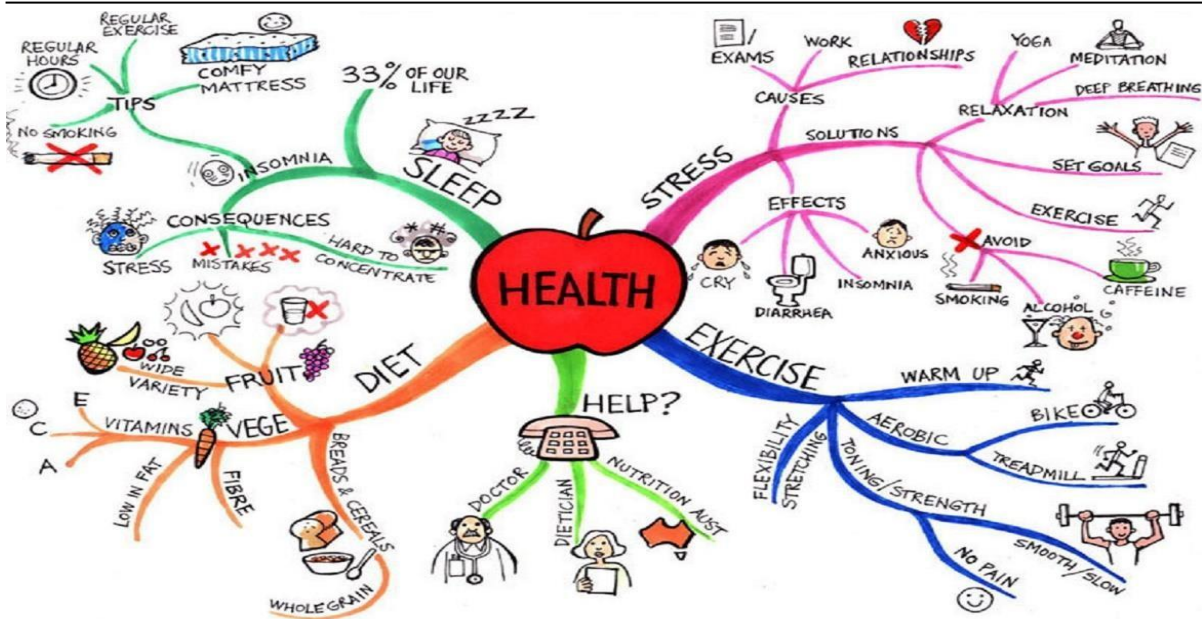 HEALTH
SLEEP
33% OF OUR
LIFE
ZZZZ
INSOMNIA
TIPS
REGULAR
HOURS
REGULAR
EXERCISE
COMFY
MATTRESS
NO SMOKING
CONSEQUENCES
STRESS
MISTAKES
HARD TO
CONCENTRATE
STRESS
CAUSES
EXAMS
WORK
RELATIONSHIPS
SOLUTIONS
RELAXATION
YOGA
MEDITATION
DEEP BREATHING
SET GOALS
EXERCISE
AVOID
SMOKING
ALCOHOL
CAFFEINE
EFFECTS
CRY
DIARRHEA
INSOMNIA
ANXIOUS
EXERCISE
WARM UP
AEROBIC
BIKE
TREADMILL
TONING/STRENGTH
SMOOTH/SLOW
NO PAIN
FLEXIBILITY
STRETCHING
HELP?
DOCTOR
DIETICIAN
NUTRITION AUST
DIET
FRUIT
WIDE
VARIETY
VEGE
VITAMINS
E
C
A
LOW IN FAT
FIBRE
BREADS & CEREALS
WHOLEGRAIN